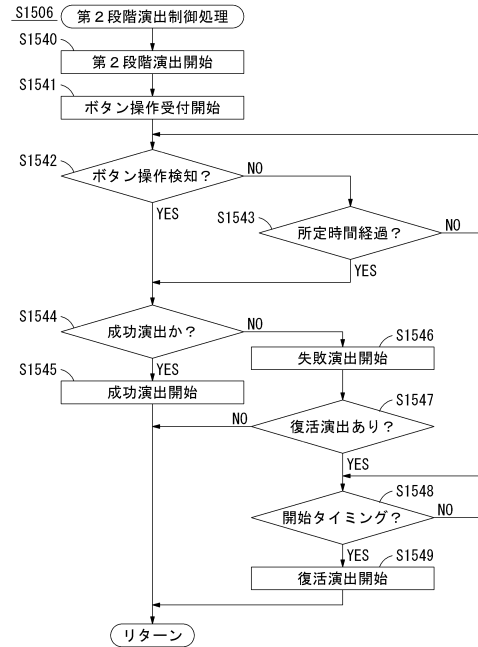 S1506
第２段階演出制御処理
S1540
第２段階演出開始
S1541
ボタン操作受付開始
S1542
ボタン操作検知？
NO
YES
S1543
所定時間経過？
NO
YES
S1544
成功演出か？
NO
YES
S1545
成功演出開始
S1546
失敗演出開始
S1547
復活演出あり？
NO
YES
S1548
開始タイミング？
NO
YES
S1549
復活演出開始
リターン